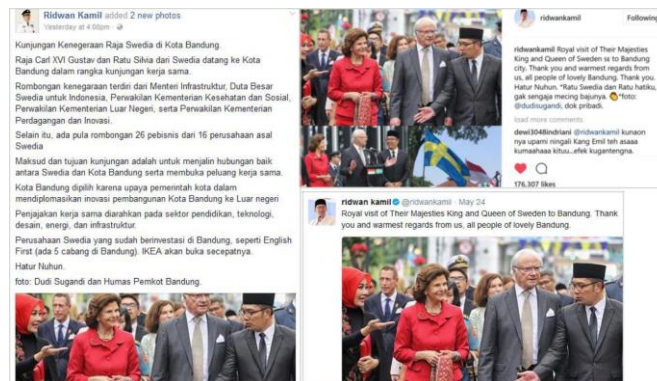 Ridwan Kamil added 2 new photos
Yesterday at 4:00pm
Kunjungan Kenegeraan Raja Swedia di Kota Bandung.
Raja Carl XVI Gustav dan Ratu Silvia dari Swedia datang ke Kota
Bandung dalam rangka kunjungan kerja sama.
Rombongan kenegaraan terdiri dari Menteri Infrastruktur, Duta Besar
Swedia untuk Indonesia, Perwakilan Kementerian Kesehatan dan Sosial,
Perwakilan Kementerian Luar Negeri, serta Perwakilan Kementerian
Perdagangan dan Inovasi.
Selain itu, ada pula rombongan 26 pebisnis dari 16 perusahaan asal
Swedia
Maksud dan tujuan kunjungan adalah untuk menjalin hubungan baik
antara Swedia dan Kota Bandung serta membuka peluang kerja sama.
Kota Bandung dipilih karena upaya pemerintah kota dalam
mendiplomasikan inovasi pembangunan Kota Bandung ke Luar negeri
Penjajakan kerja sama diarahkan pada sektor pendidikan, teknologi,
desain, energi, dan infrastruktur.
Perusahaan Swedia yang sudah berinvestasi di Bandung, seperti English
First (ada 5 cabang di Bandung). IKEA akan buka secepatnya.
Hatur Nuhun.
foto: Dudi Sugandi dan Humas Pemkot Bandung.
ridwankamil
Following
ridwankamil Royal visit of Their Majesties
King and Queen of Sweden ss to Bandung
city. Thank you and warmest regards from
us, all people of lovely Bandung. Thank You.
Hatur Nuhun. *Ratu Swedia dan Ratu hatiku,
gak sengaja mecing bajunya. *foto:
@dudisugandi, dok pribadi.
load more comments
dewi3048indriani @ridwankamil kunaon
nya upami ningali Kang Emil teh asaaa
kumaahaaa kituu...efek kugantengna.
176,307 likes
ridwan kamil @ridwankamil · May 24
Royal visit of Their Majesties King and Queen of Sweden to Bandung. Thank
you and warmest regards from us, all people of lovely Bandung.